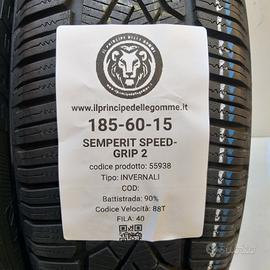 IL PRINCIPE DELLE GOMME
www.ilprincipedellegomme.it
185-60-15
SEMPERIT SPEED-
GRIP 2
codice prodotto: 55938
Tipo: INVERNALI
COD:
Battistrada: 90%
Codice Velocità: 88T
FILA: 40
subito